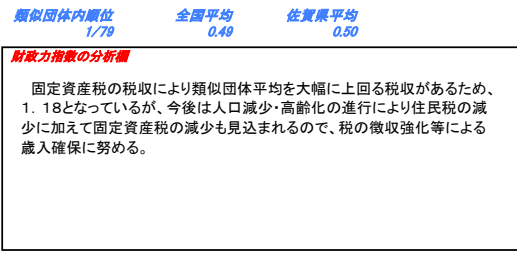 類似団体内順位 全国平均 佐賀県平均
1/79 0.49 0.50
財政力指数の分析欄
固定資産税の税収により類似団体平均を大幅に上回る税収があるため、
1．18となっているが、今後は人口減少・高齢化の進行により住民税の減
少に加えて固定資産税の減少も見込まれるので、税の徴収強化等による
歳入確保に努める。